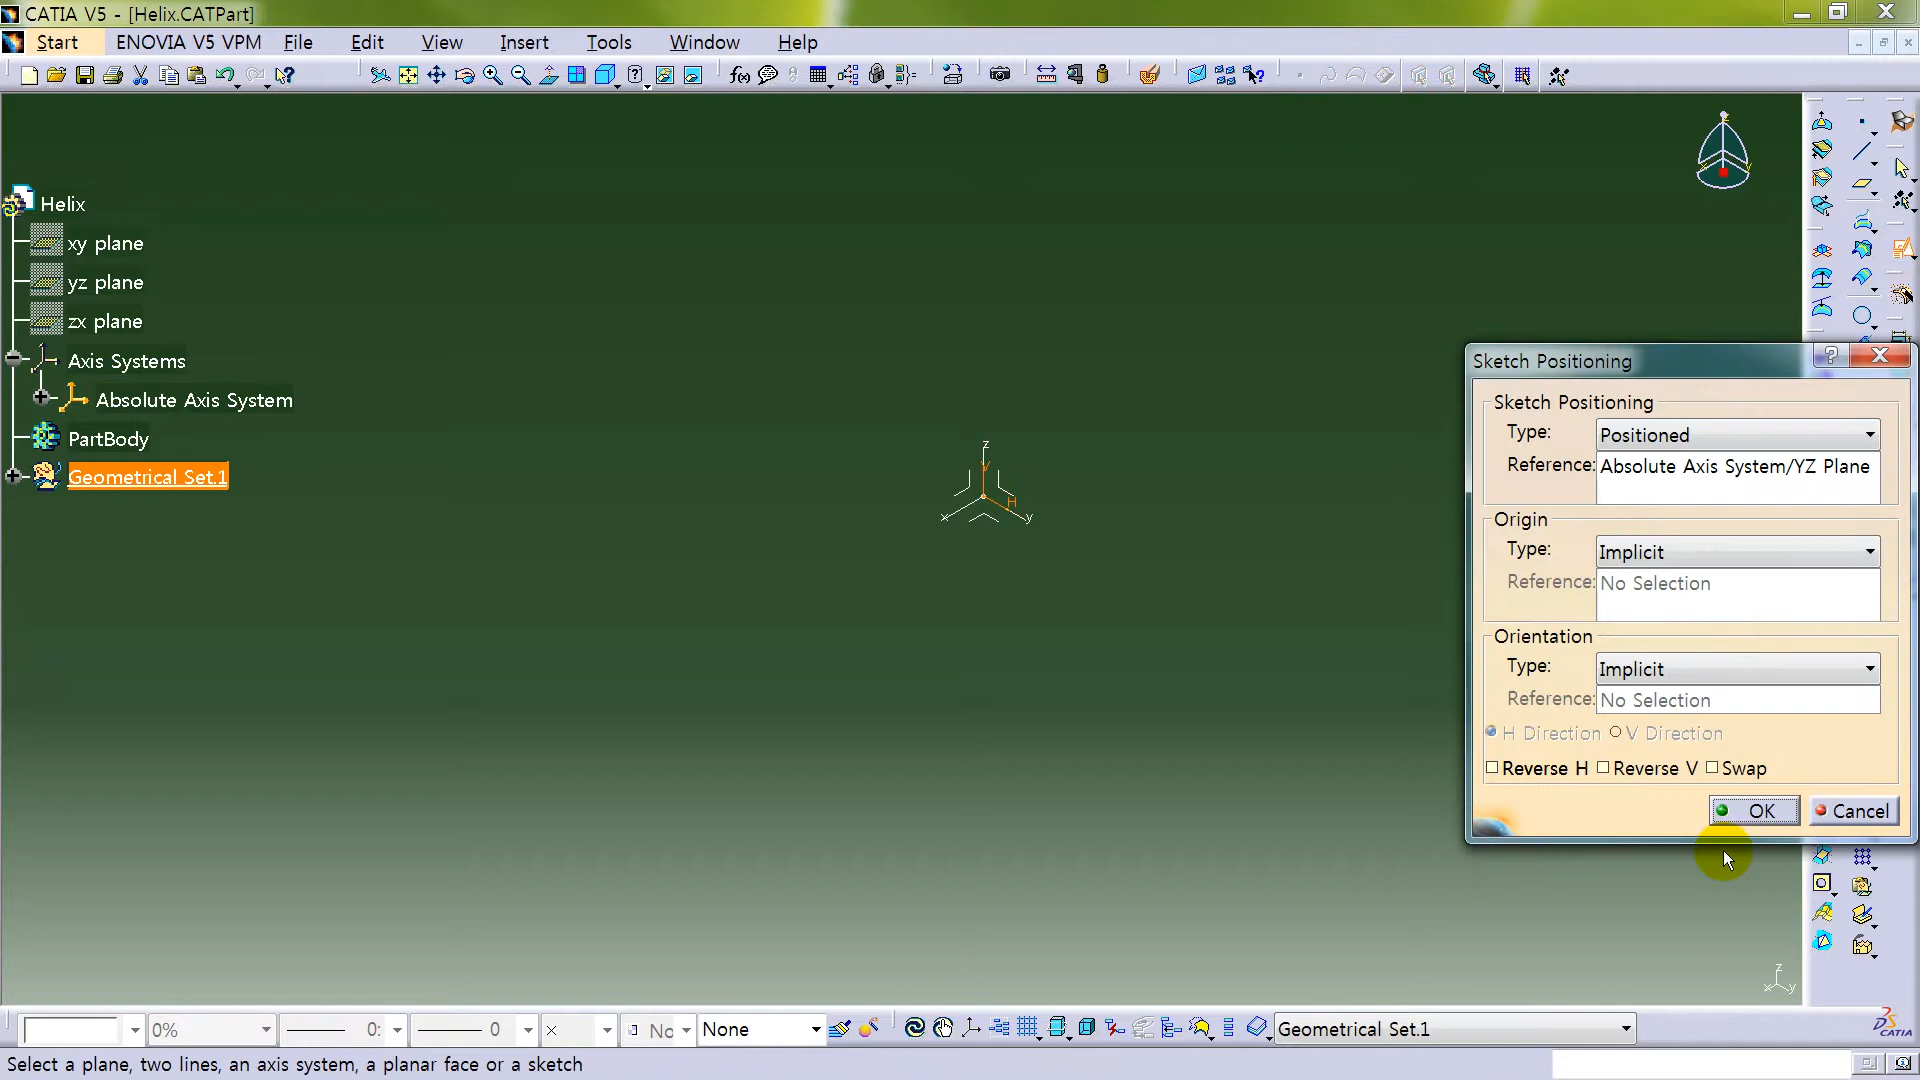 CATIA V5 - [Helix.CATPart]
Start ENOVIA V5 VPM File Edit View Insert Tools Window Help
Helix
xy plane
yz plane
zx plane
Axis Systems
Absolute Axis System
PartBody
Geometrical Set.1
z
V
H
x
y
Sketch Positioning
Sketch Positioning
Type: Positioned
Reference: Absolute Axis System/YZ Plane
Origin
Type: Implicit
Reference: No Selection
Orientation
Type: Implicit
Reference: No Selection
H Direction V Direction
Reverse H Reverse V Swap
OK Cancel
z
x y
0% 0: 0 No None Geometrical Set.1
CATIA
Select a plane, two lines, an axis system, a planar face or a sketch